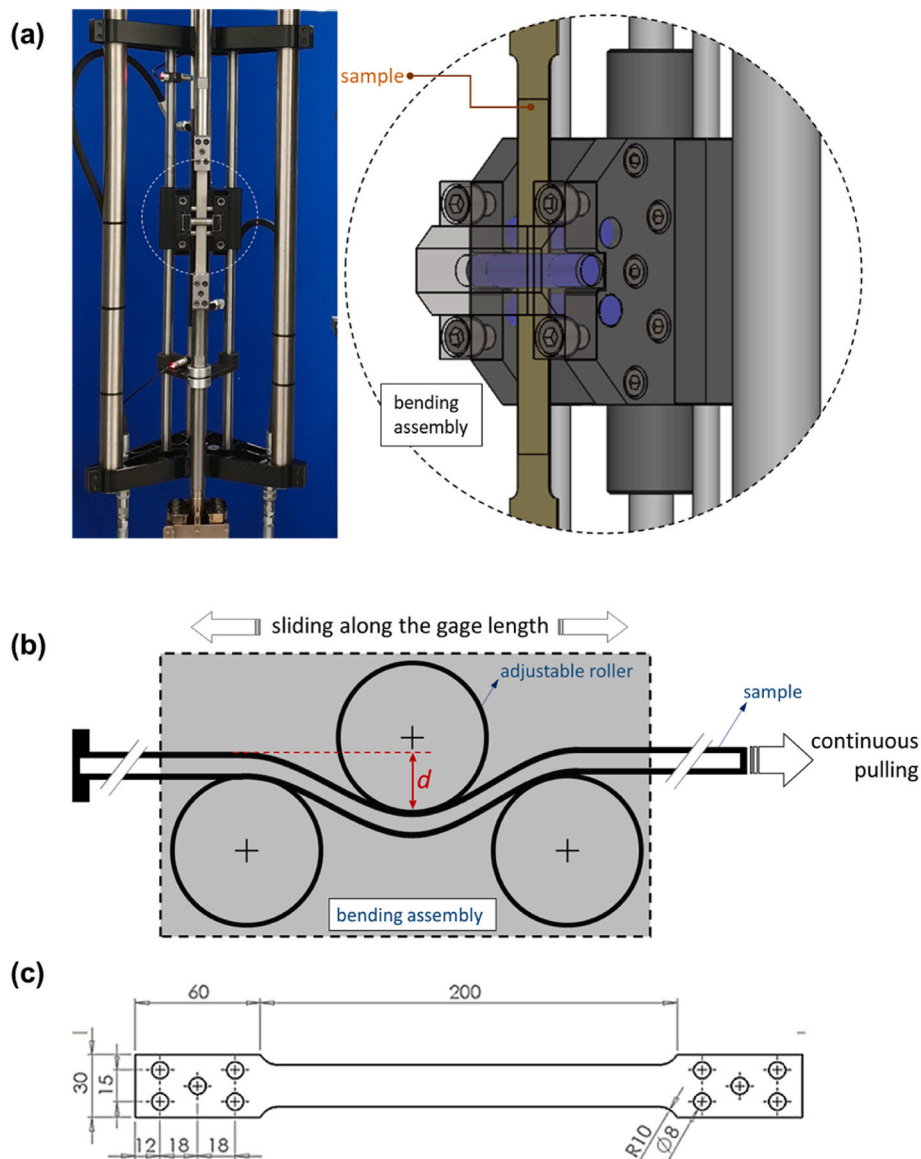 (a)
sample
bending
assembly
(b)
sliding along the gage length
adjustable roller
sample
continuous
pulling
d
bending assembly
(c)
60
200
30
15
12
18
18
R10
Ø8